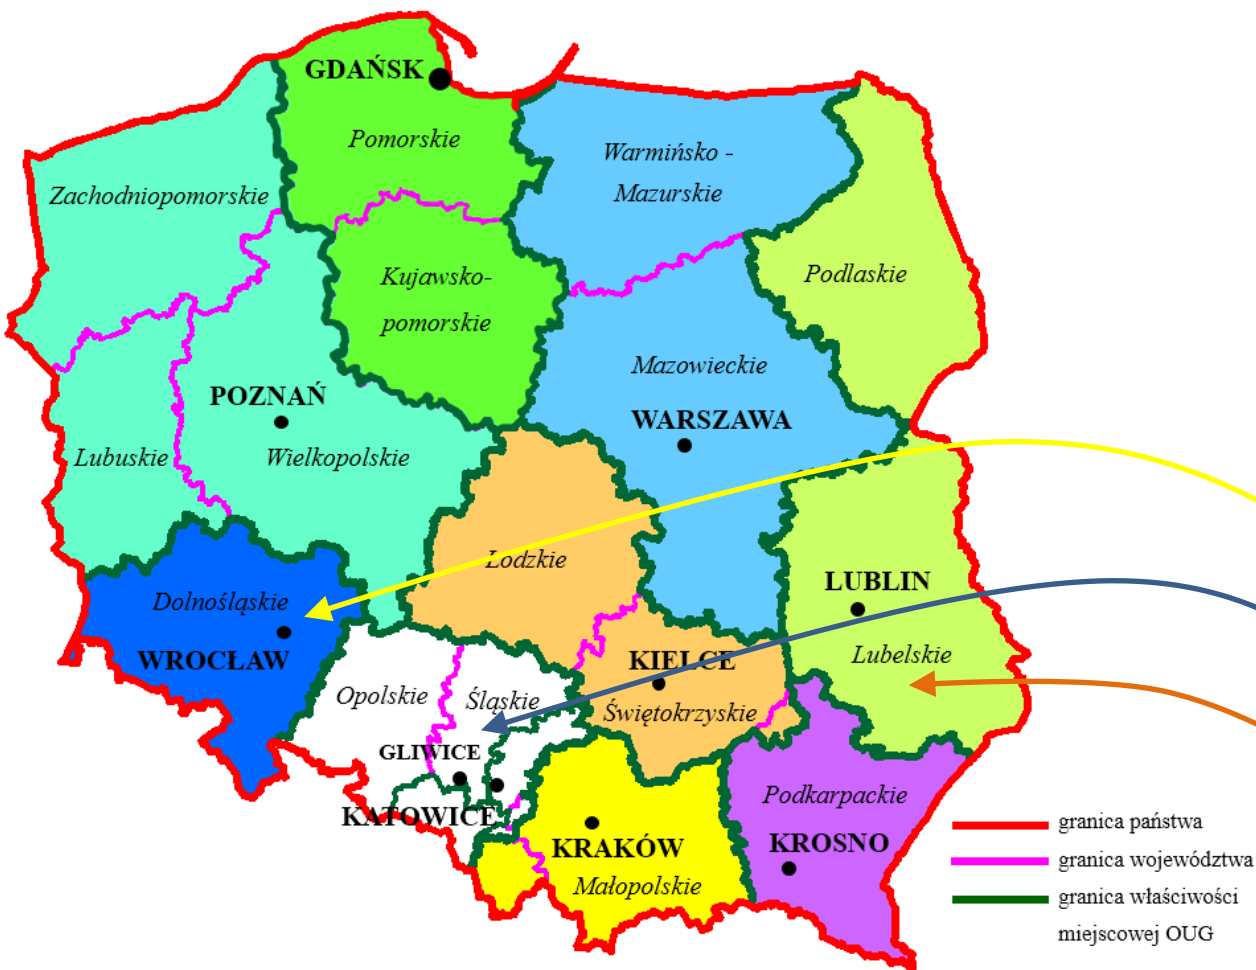 GDAŃSK
Pomorskie
Warmińsko -
Mazurskie
Zachodniopomorskie
Kujawsko-
pomorskie
Podlaskie
Mazowieckie
POZNAŃ
WARSZAWA
Lubuskie
Wielkopolskie
Łodzkie
LUBLIN
Dolnośląskie
WROCŁAW
KIELCE
Lubelskie
Opolskie
Śląskie
Świętokrzyskie
GLIWICE
KATOWICE
Podkarpackie
KRAKÓW
KROSNO
Małopolskie
granica państwa
granica województwa
granica właściwości
miejscowej OUG